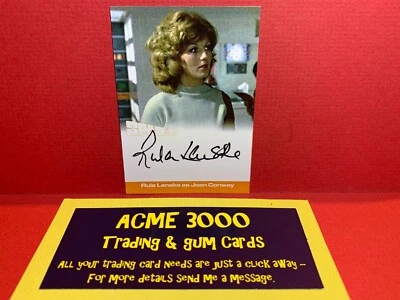 Rula Lenska
Rula Lenska as Joan Conway
ACME 3000
Trading & Gum Cards
All your trading card needs are just a click away –
For more details send me a message.